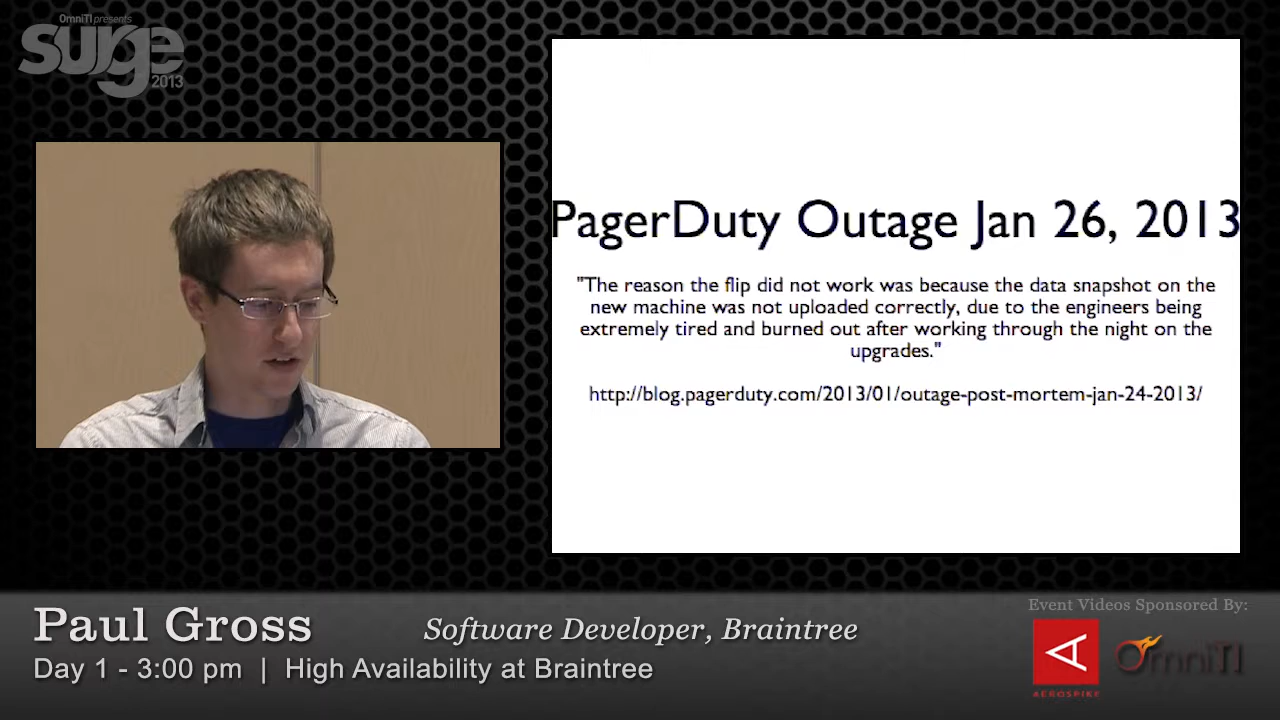 OmniTI presents
surge
2013
PagerDuty Outage Jan 26, 2013
"The reason the flip did not work was because the data snapshot on the
new machine was not uploaded correctly, due to the engineers being
extremely tired and burned out after working through the night on the
upgrades."
http://blog.pagerduty.com/2013/01/outage-post-mortem-jan-24-2013/
Paul Gross
Software Developer, Braintree
Day 1 - 3:00 pm | High Availability at Braintree
Event Videos Sponsored By:
AEROSPIKE
OmniTI